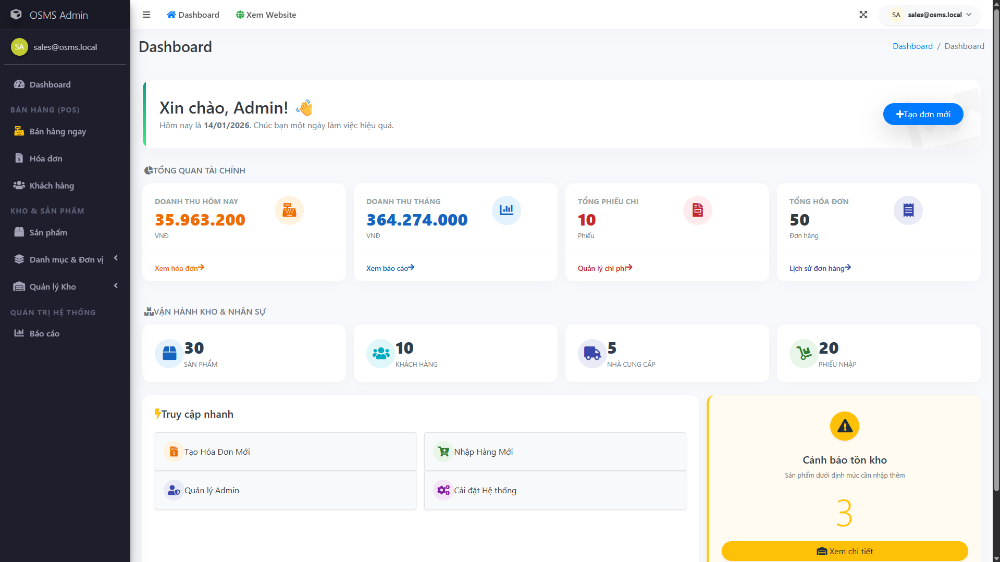 OSMS Admin
SA sales@osms.local
Dashboard
BÁN HÀNG (POS)
Bán hàng ngay
Hóa đơn
Khách hàng
KHO & SẢN PHẨM
Sản phẩm
Danh mục & Đơn vị
Quản lý Kho
QUẢN TRỊ HỆ THỐNG
Báo cáo
Dashboard Xem Website SA sales@osms.local
Dashboard
Dashboard / Dashboard
Xin chào, Admin! 👋
Hôm nay là 14/01/2026. Chúc bạn một ngày làm việc hiệu quả.
Tạo đơn mới
TỔNG QUAN TÀI CHÍNH
DOANH THU HÔM NAY
35.963.200
VNĐ
Xem hóa đơn
DOANH THU THÁNG
364.274.000
VNĐ
Xem báo cáo
TỔNG PHIẾU CHI
10
Phiếu
Quản lý chi phí
TỔNG HÓA ĐƠN
50
Đơn hàng
Lịch sử đơn hàng
VẬN HÀNH KHO & NHÂN SỰ
30
SẢN PHẨM
10
KHÁCH HÀNG
5
NHÀ CUNG CẤP
20
PHIẾU NHẬP
Truy cập nhanh
Tạo Hóa Đơn Mới
Nhập Hàng Mới
Quản lý Admin
Cài đặt Hệ thống
Cảnh báo tồn kho
Sản phẩm dưới định mức cần nhập thêm
3
Xem chi tiết